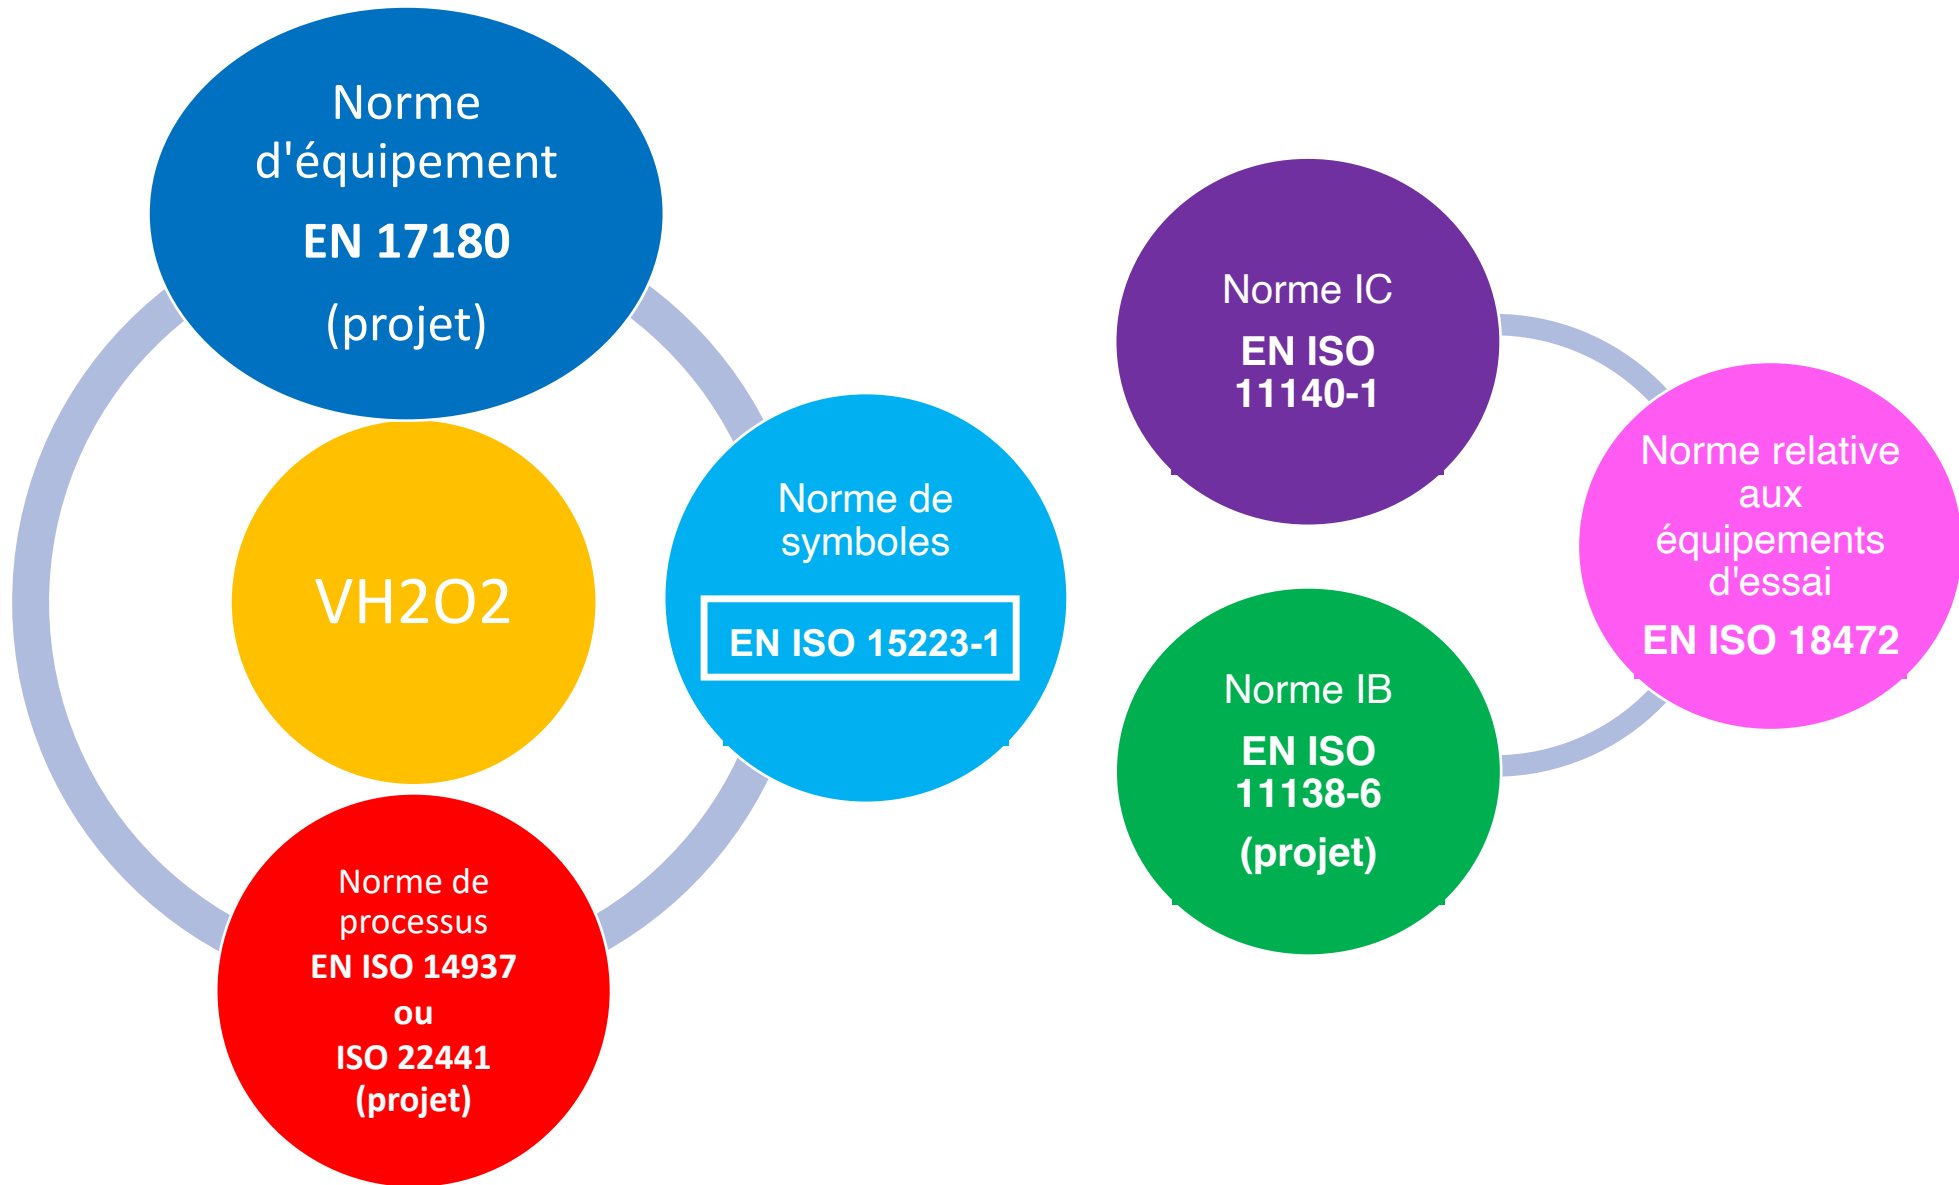 Norme
d'équipement
EN 17180
(projet)
VH2O2
Norme de
symboles
EN ISO 15223-1
Norme de
processus
EN ISO 14937
ou
ISO 22441
(projet)
Norme IC
EN ISO
11140-1
Norme relative
aux
équipements
d'essai
EN ISO 18472
Norme IB
EN ISO
11138-6
(projet)